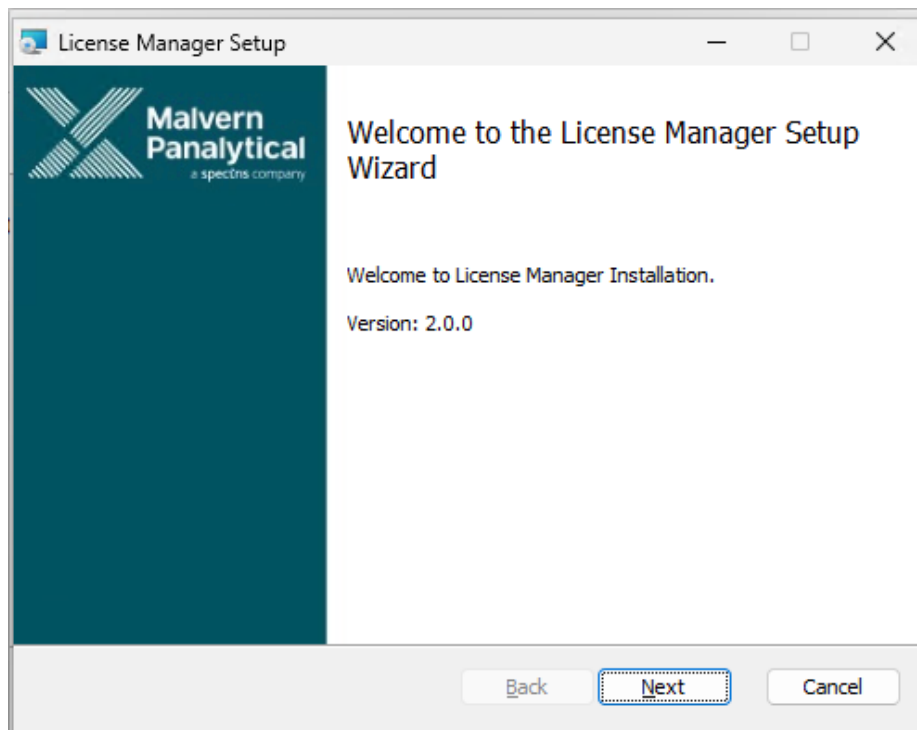 License Manager Setup
Malvern
Panalytical
a spectris company
Welcome to the License Manager Setup
Wizard
Welcome to License Manager Installation.
Version: 2.0.0
Back
Next
Cancel